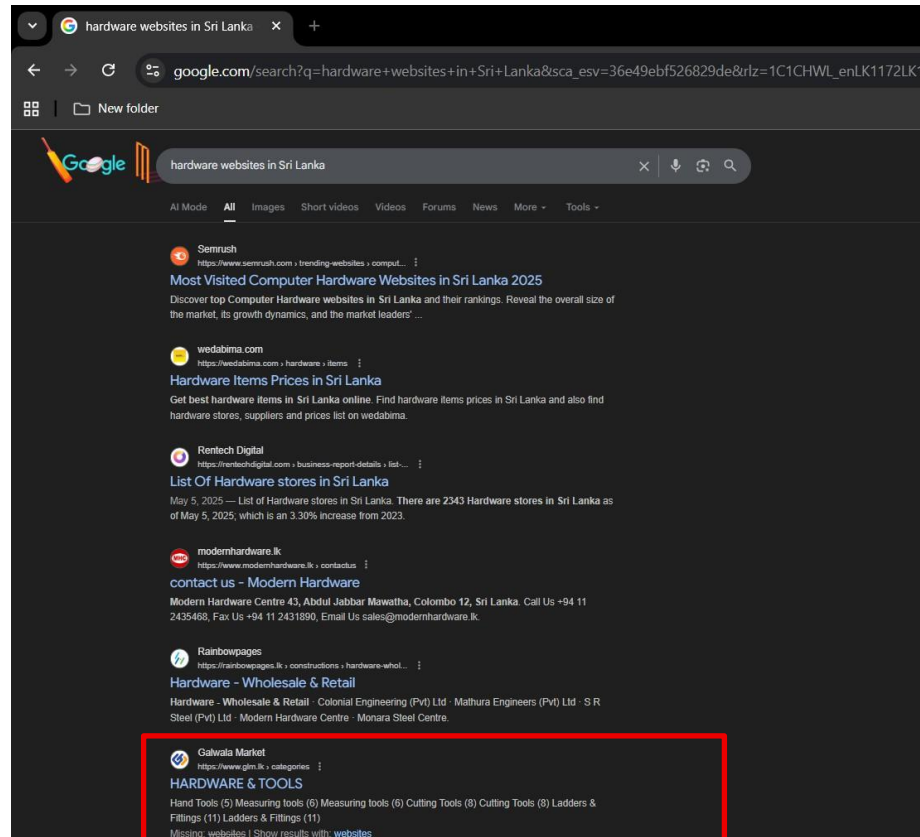 hardware websites in Sri Lanka
google.com/search?q=hardware+websites+in+Sri+Lanka&sca_esv=36e49ebf526829de&rlz=1C1CHWL_enLK1172LK1
New folder
Google
hardware websites in Sri Lanka
AI Mode All Images Short videos Videos Forums News More Tools
Semrush
https://www.semrush.com › trending-websites › comput...
Most Visited Computer Hardware Websites in Sri Lanka 2025
Discover top Computer Hardware websites in Sri Lanka and their rankings. Reveal the overall size of
the market, its growth dynamics, and the market leaders' ...
wedabima.com
https://wedabima.com › hardware › items
Hardware Items Prices in Sri Lanka
Get best hardware items in Sri Lanka online. Find hardware items prices in Sri Lanka and also find
hardware stores, suppliers and prices list on wedabima.
Rentech Digital
https://rentechdigital.com › business-report-details › list-...
List Of Hardware stores in Sri Lanka
May 5, 2025 — List of Hardware stores in Sri Lanka. There are 2343 Hardware stores in Sri Lanka as
of May 5, 2025; which is an 3.30% increase from 2023.
MHC
modernhardware.lk
https://www.modernhardware.lk › contactus
contact us - Modern Hardware
Modern Hardware Centre 43, Abdul Jabbar Mawatha, Colombo 12, Sri Lanka. Call Us +94 11
2435468, Fax Us +94 11 2431890, Email Us sales@modernhardware.lk.
Rainbowpages
https://rainbowpages.lk › constructions › hardware-whol...
Hardware - Wholesale & Retail
Hardware - Wholesale & Retail · Colonial Engineering (Pvt) Ltd · Mathura Engineers (Pvt) Ltd · S R
Steel (Pvt) Ltd · Modern Hardware Centre · Monara Steel Centre.
Galwala Market
https://www.glm.lk › categories
HARDWARE & TOOLS
Hand Tools (5) Measuring tools (6) Measuring tools (6) Cutting Tools (8) Cutting Tools (8) Ladders &
Fittings (11) Ladders & Fittings (11)
Missing: websites | Show results with: websites